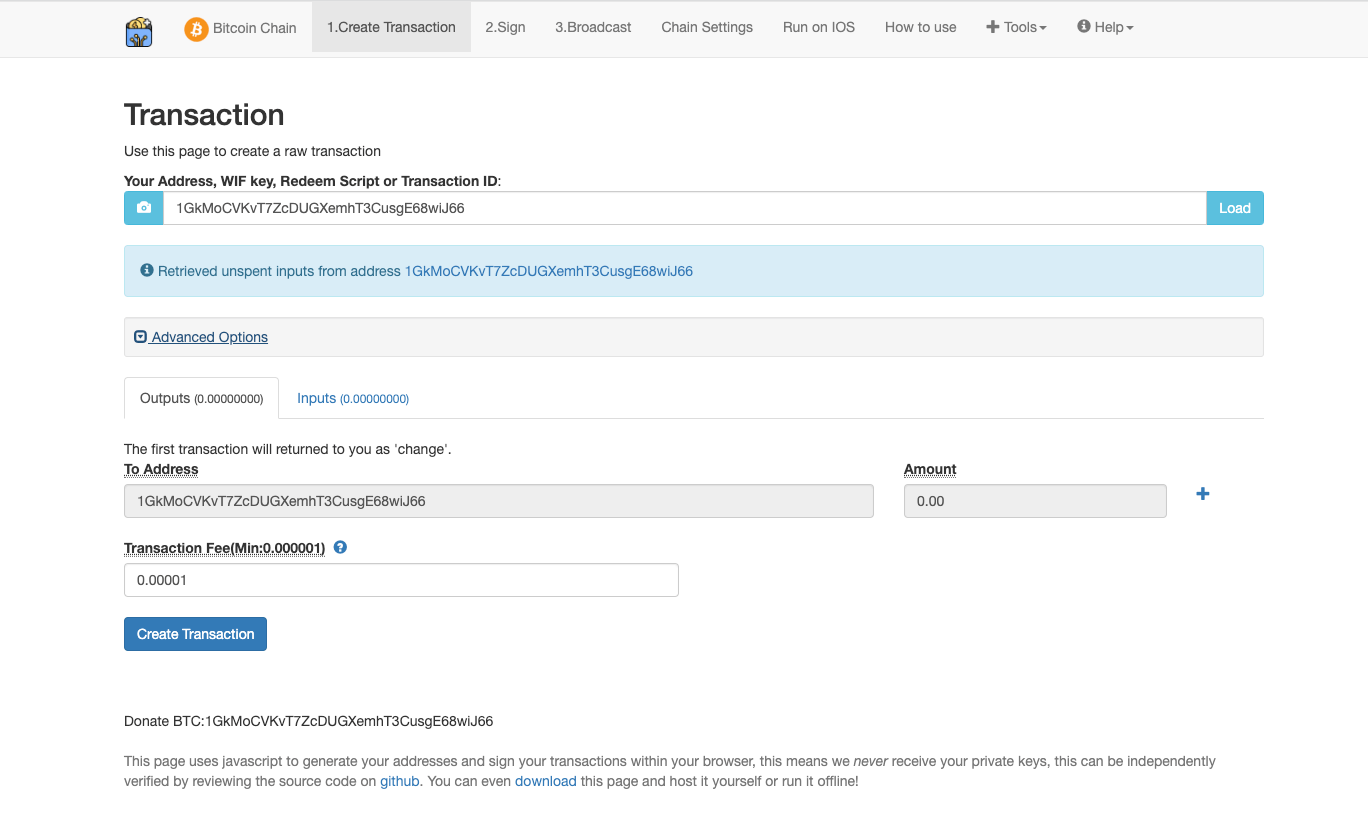 Bitcoin Chain 1.Create Transaction 2.Sign 3.Broadcast Chain Settings Run on IOS How to use Tools Help
Transaction
Use this page to create a raw transaction
Your Address, WIF key, Redeem Script or Transaction ID:
1GkMoCVKvT7ZcDUGXemhT3CusgE68wiJ66 Load
Retrieved unspent inputs from address 1GkMoCVKvT7ZcDUGXemhT3CusgE68wiJ66
Advanced Options
Outputs (0.00000000) Inputs (0.00000000)
The first transaction will returned to you as 'change'.
To Address Amount
1GkMoCVKvT7ZcDUGXemhT3CusgE68wiJ66 0.00
Transaction Fee(Min:0.000001)
0.00001
Create Transaction
Donate BTC:1GkMoCVKvT7ZcDUGXemhT3CusgE68wiJ66
This page uses javascript to generate your addresses and sign your transactions within your browser, this means we never receive your private keys, this can be independently
verified by reviewing the source code on github. You can even download this page and host it yourself or run it offline!